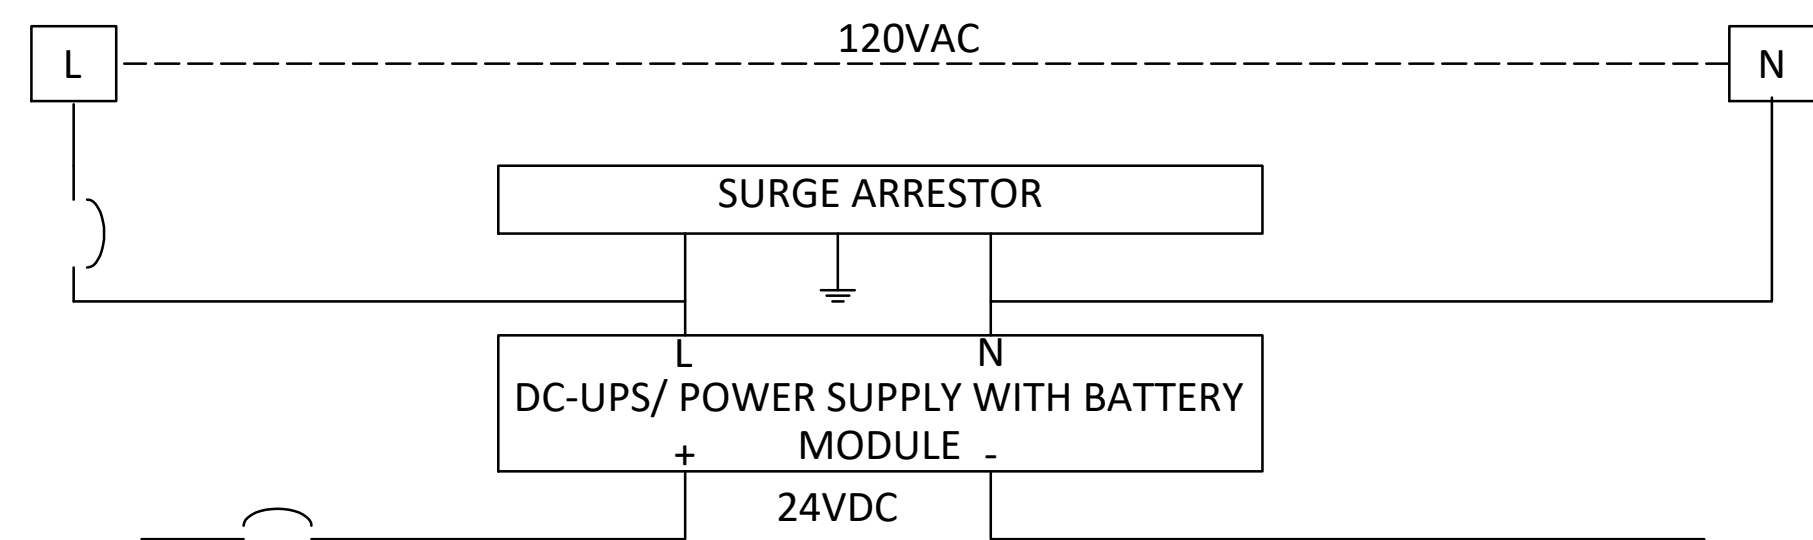 120VAC
L
N
SURGE ARRESTOR
L
N
DC-UPS/ POWER SUPPLY WITH BATTERY
MODULE
+
-
24VDC